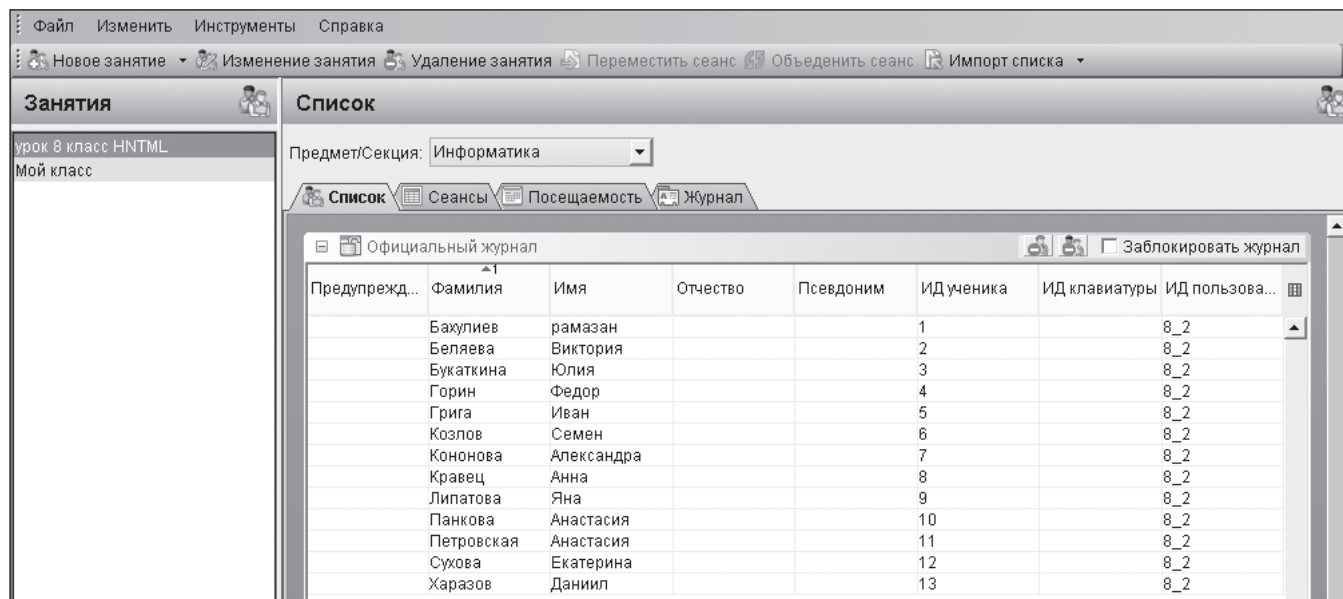 Файл Изменить Инструменты Справка
Новое занятие Изменение занятия Удаление занятия Переместить сеанс Объеденить сеанс Импорт списка
Занятия
урок 8 класс HNTML
Мой класс
Список
Предмет/Секция: Информатика
Список Сеансы Посещаемость Журнал
Официальный журнал Заблокировать журнал
1
Предупрежд... Фамилия Имя Отчество Псевдоним ИД ученика ИД клавиатуры ИД пользова...
Бахулиев рамазан 1 8_2
Беляева Виктория 2 8_2
Букаткина Юлия 3 8_2
Горин Федор 4 8_2
Грига Иван 5 8_2
Козлов Семен 6 8_2
Кононова Александра 7 8_2
Кравец Анна 8 8_2
Липатова Яна 9 8_2
Панкова Анастасия 10 8_2
Петровская Анастасия 11 8_2
Сухова Екатерина 12 8_2
Харазов Даниил 13 8_2